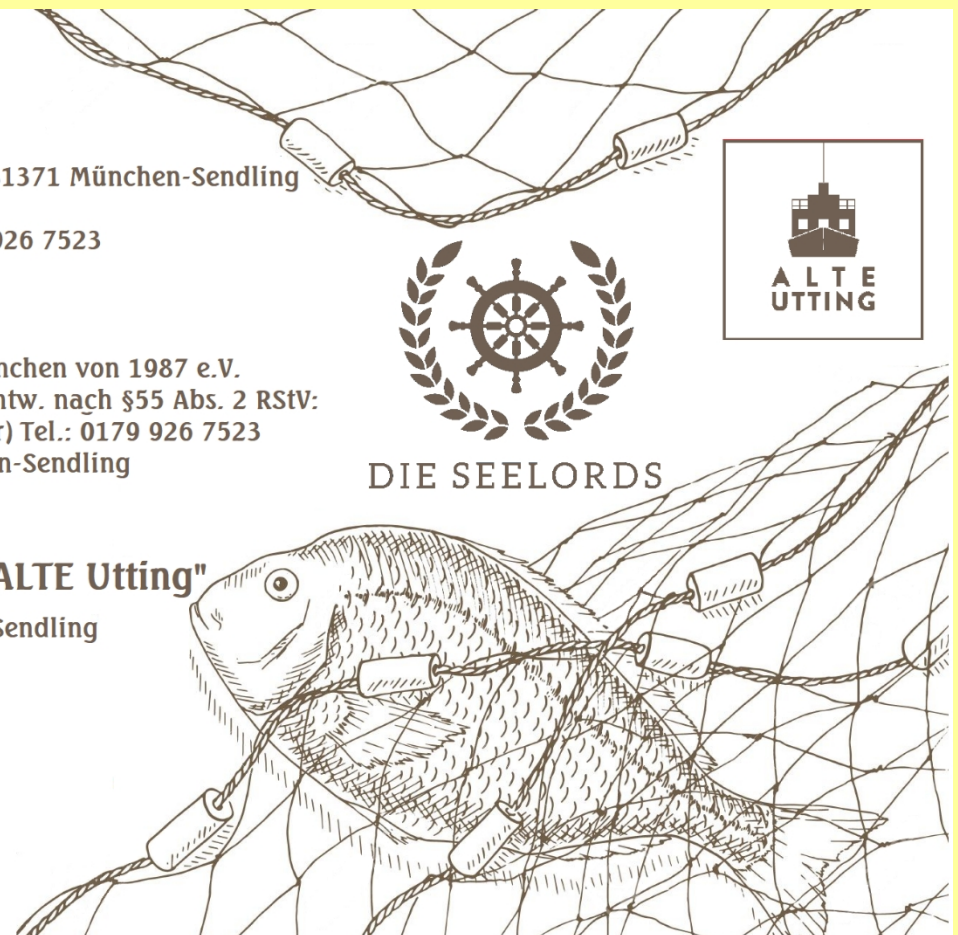 1371 München-Sendling
926 7523
nchen von 1987 e.V.
ntw. nach §55 Abs. 2 RStV:
r) Tel.: 0179 926 7523
n-Sendling
ALTE Utting"
Sendling
DIE SEELORDS
ALTE
UTTING